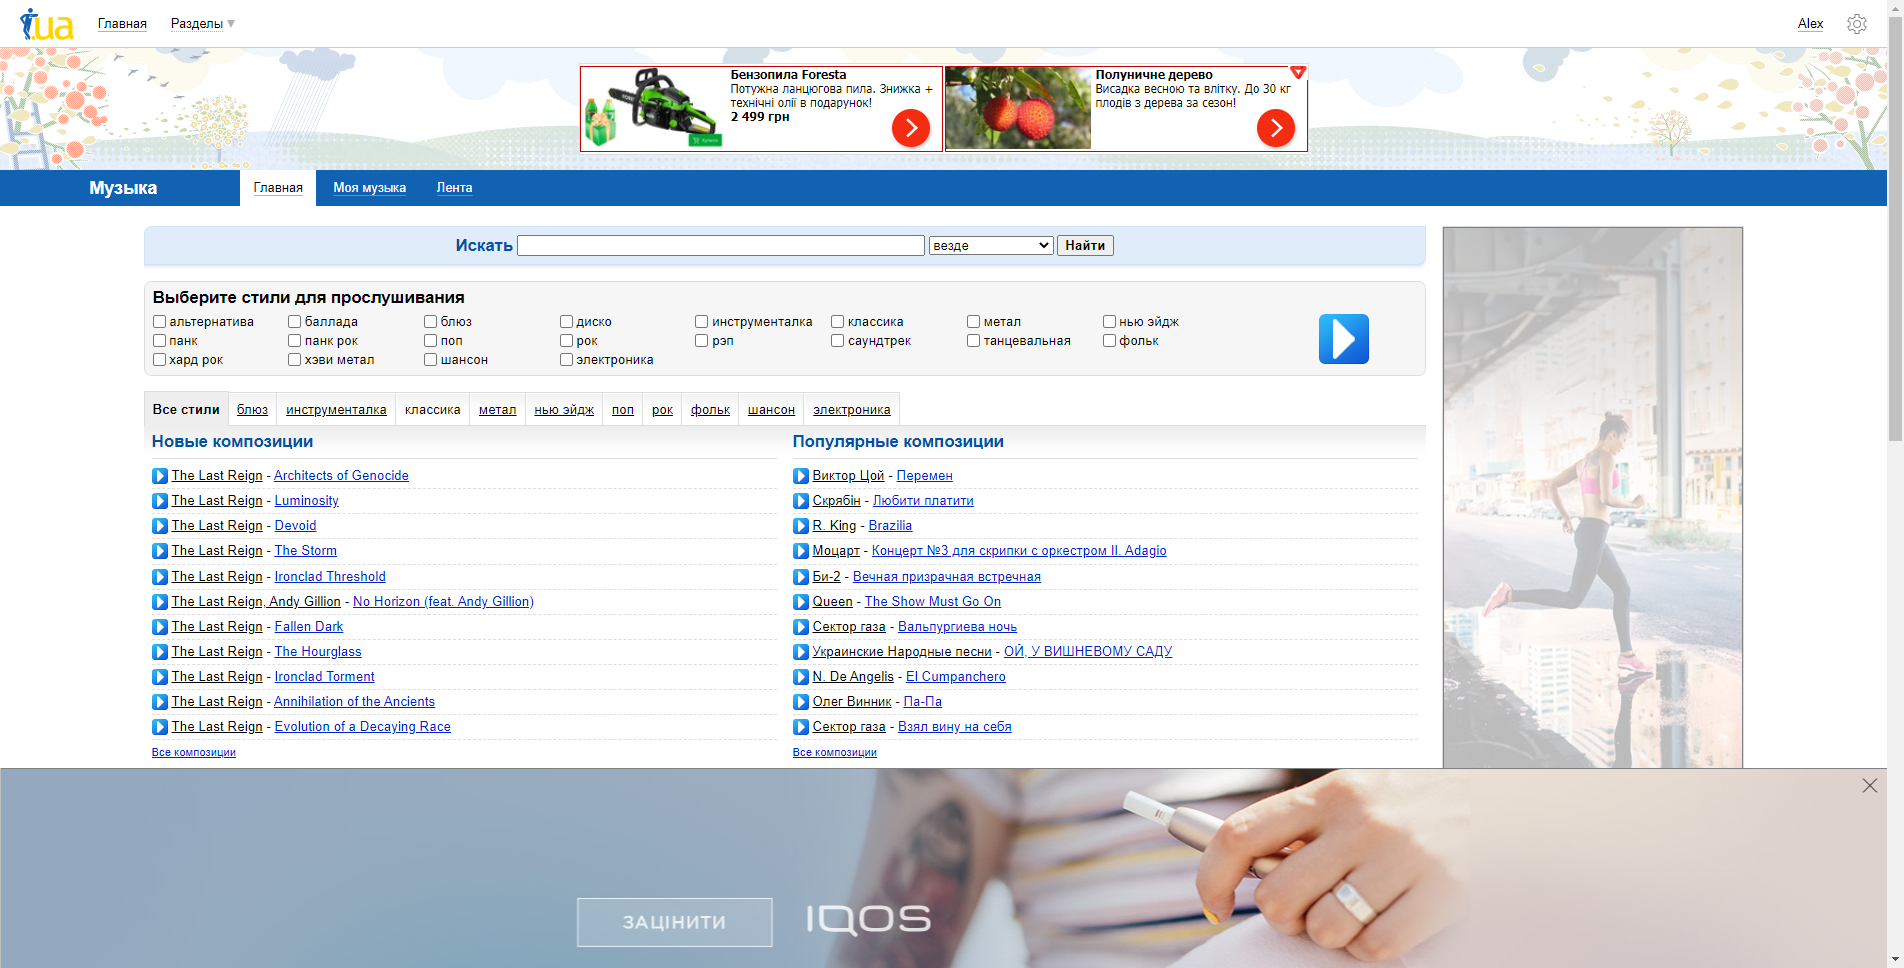 i.ua
Главная
Разделы
Alex
Бензопила Foresta
Потужна ланцюгова пила. Знижка +
технічні олії в подарунок!
2 499 грн
Полуничне дерево
Висадка весною та влітку. До 30 кг
плодів з дерева за сезон!
Музыка
Главная
Моя музыка
Лента
Искать
везде
Найти
Выберите стили для прослушивания
альтернатива
баллада
блюз
диско
инструменталка
классика
метал
нью эйдж
панк
панк рок
поп
рок
рэп
саундтрек
танцевальная
фольк
хард рок
хэви метал
шансон
электроника
Все стили
блюз
инструменталка
классика
метал
нью эйдж
поп
рок
фольк
шансон
электроника
Новые композиции
The Last Reign - Architects of Genocide
The Last Reign - Luminosity
The Last Reign - Devoid
The Last Reign - The Storm
The Last Reign - Ironclad Threshold
The Last Reign, Andy Gillion - No Horizon (feat. Andy Gillion)
The Last Reign - Fallen Dark
The Last Reign - The Hourglass
The Last Reign - Ironclad Torment
The Last Reign - Annihilation of the Ancients
The Last Reign - Evolution of a Decaying Race
Все композиции
Популярные композиции
Виктор Цой - Перемен
Скрябін - Любити платити
R. King - Brazilia
Моцарт - Концерт №3 для скрипки с оркестром II. Adagio
Би-2 - Вечная призрачная встречная
Queen - The Show Must Go On
Сектор газа - Вальпургиева ночь
Украинские Народные песни - ОЙ, У ВИШНЕВОМУ САДУ
N. De Angelis - El Cumpanchero
Олег Винник - Па-Па
Сектор газа - Взял вину на себя
Все композиции
ЗАЦІНИТИ
IQOS